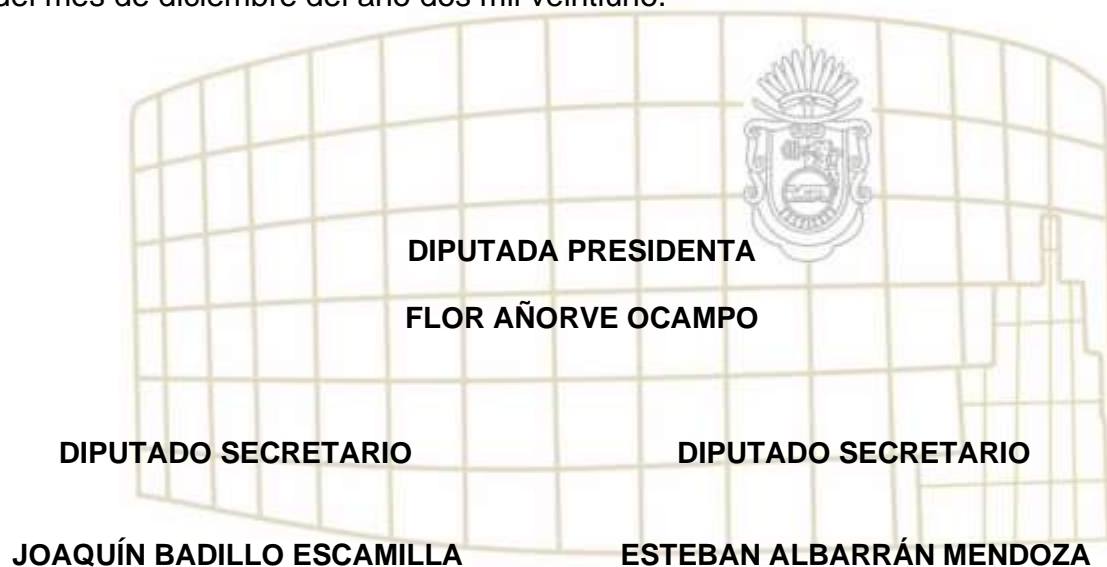 del mes de diciembre del año dos mil veintiuno.
DIPUTADA PRESIDENTA
FLOR AÑORVE OCAMPO
DIPUTADO SECRETARIO DIPUTADO SECRETARIO
JOAQUÍN BADILLO ESCAMILLA ESTEBAN ALBARRÁN MENDOZA